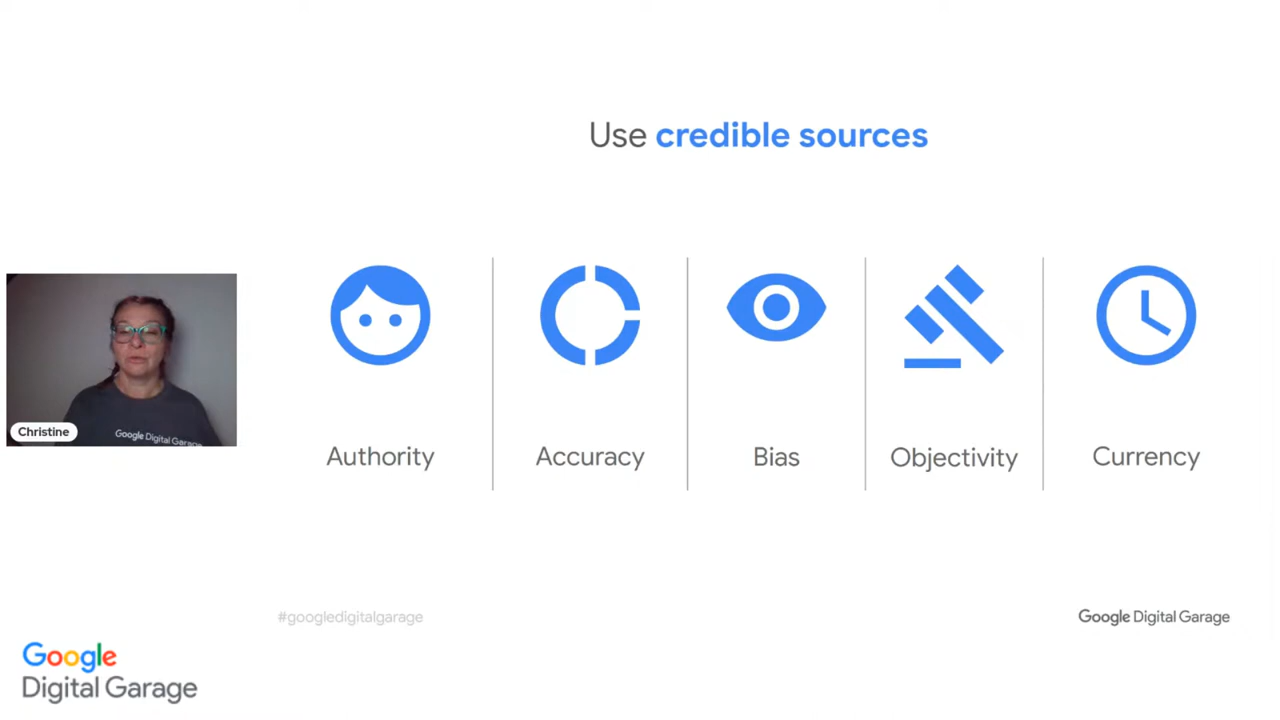 Use credible sources
Christine
Google Digital Garage
Authority
Accuracy
Bias
Objectivity
Currency
#googledigitalgarage
Google Digital Garage
Google
Digital Garage